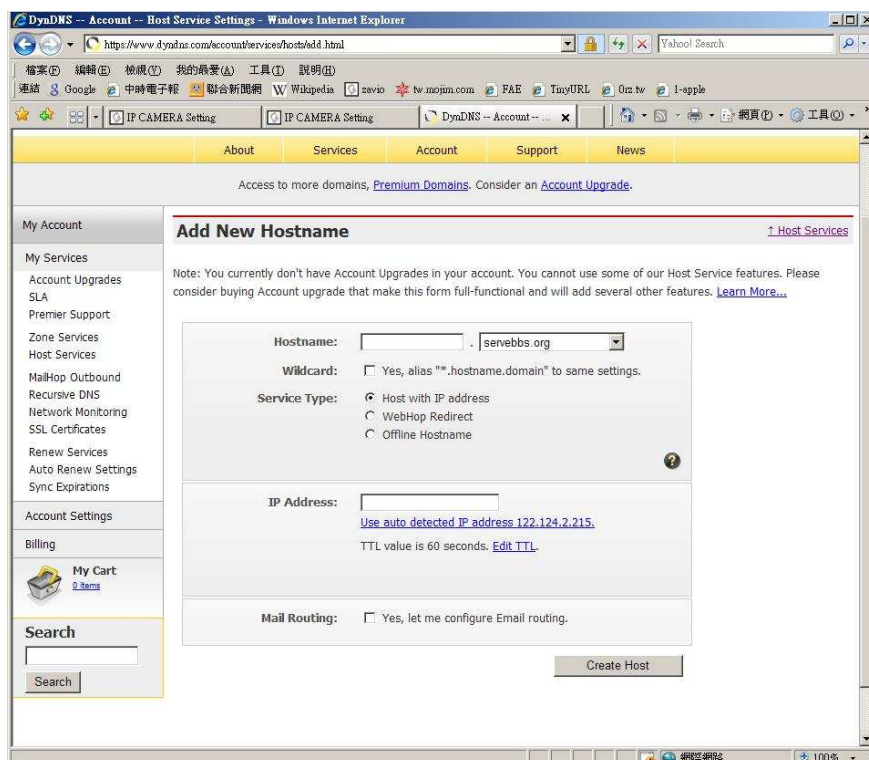 DynDNS -- Account -- Host Service Settings - Windows Internet Explorer
https://www.dyndns.com/account/services/hosts/add.html
Yahoo! Search
檔案(F) 編輯(E) 檢視(V) 我的最愛(A) 工具(T) 說明(H)
連結 Google 中時電子報 聯合新聞網 Wikipedia zavio tw.mojim.com FAE TinyURL 0rz.tw 1-apple
IP CAMERA Setting IP CAMERA Setting DynDNS -- Account -- ... 網頁(P) 工具(O)
About Services Account Support News
Access to more domains, Premium Domains. Consider an Account Upgrade.
My Account
My Services
Account Upgrades
SLA
Premier Support
Zone Services
Host Services
MailHop Outbound
Recursive DNS
Network Monitoring
SSL Certificates
Renew Services
Auto Renew Settings
Sync Expirations
Account Settings
Billing
My Cart
0 items
Search
Search
Add New Hostname
↑ Host Services
Note: You currently don't have Account Upgrades in your account. You cannot use some of our Host Service features. Please
consider buying Account upgrade that make this form full-functional and will add several other features. Learn More...
Hostname: . servebbs.org
Wildcard: Yes, alias "*.hostname.domain" to same settings.
Service Type: Host with IP address
WebHop Redirect
Offline Hostname
?
IP Address:
Use auto detected IP address 122.124.2.215.
TTL value is 60 seconds. Edit TTL.
Mail Routing: Yes, let me configure Email routing.
Create Host
網際網路 100%